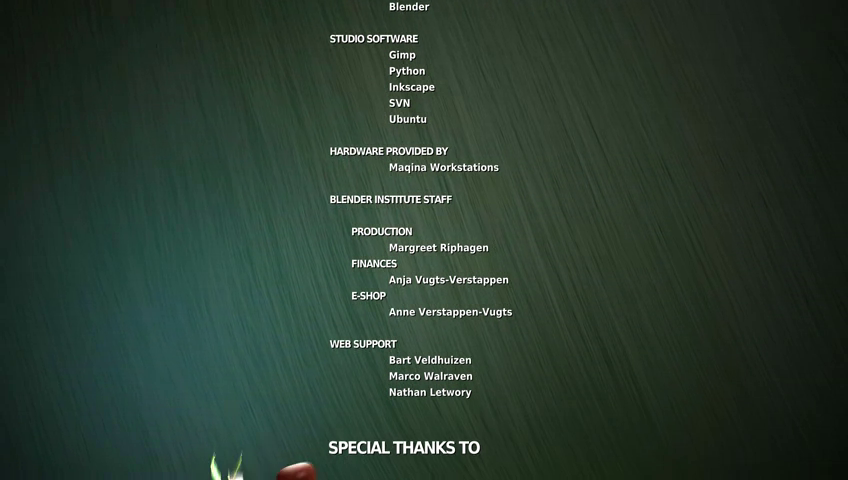 Blender
STUDIO SOFTWARE
Gimp
Python
Inkscape
SVN
Ubuntu
HARDWARE PROVIDED BY
Maqina Workstations
BLENDER INSTITUTE STAFF
PRODUCTION
Margreet Riphagen
FINANCES
Anja Vugts-Verstappen
E-SHOP
Anne Verstappen-Vugts
WEB SUPPORT
Bart Veldhuizen
Marco Walraven
Nathan Letwory
SPECIAL THANKS TO